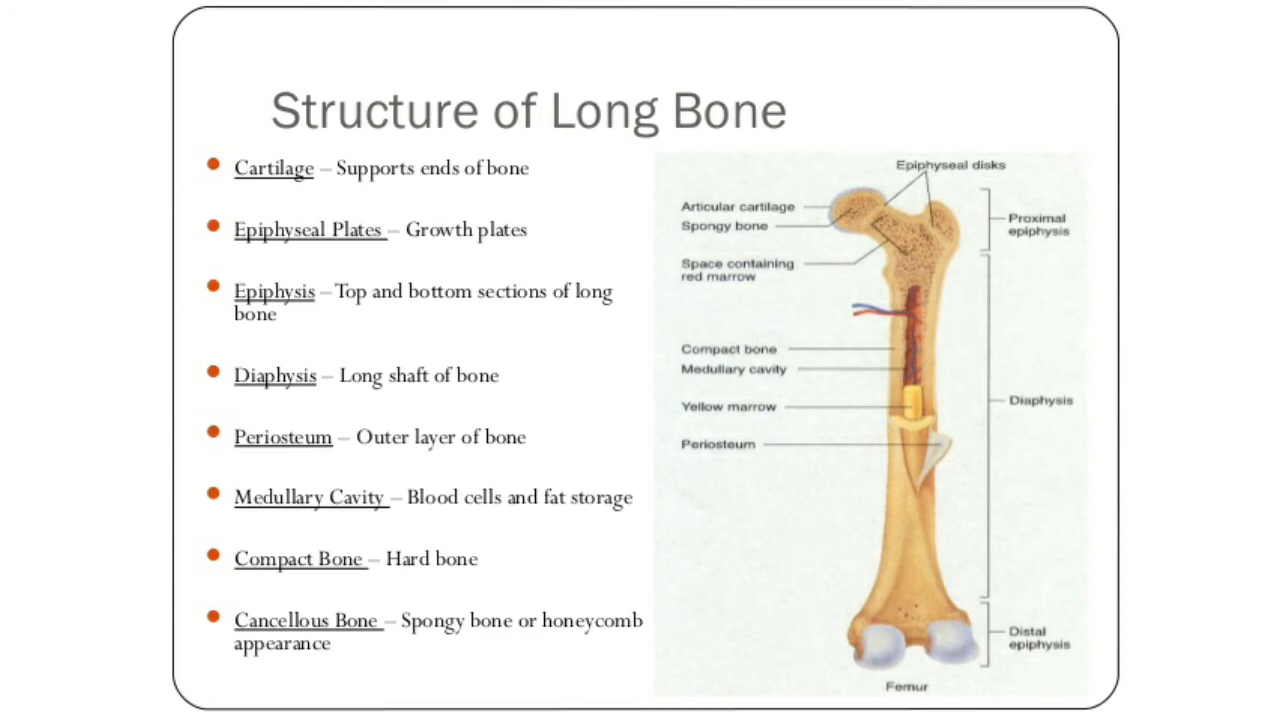 Structure of Long Bone
Cartilage – Supports ends of bone
Epiphyseal Plates – Growth plates
Epiphysis – Top and bottom sections of long
bone
Diaphysis – Long shaft of bone
Periosteum – Outer layer of bone
Medullary Cavity – Blood cells and fat storage
Compact Bone – Hard bone
Cancellous Bone – Spongy bone or honeycomb
appearance
Epiphyseal disks
Articular cartilage
Spongy bone
Space containing
red marrow
Compact bone
Medullary cavity
Yellow marrow
Periosteum
Proximal
epiphysis
Diaphysis
Distal
epiphysis
Femur